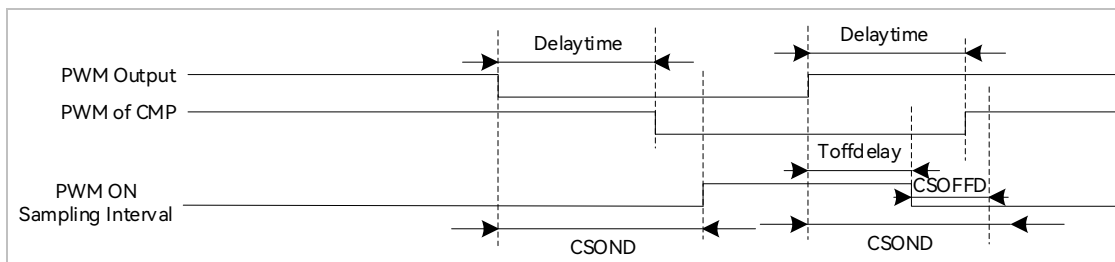 Delaytime
Delaytime
PWM Output
PWM of CMP
Toffdelay
PWM ON
Sampling Interval
CSOFFD
CSOND
CSOND